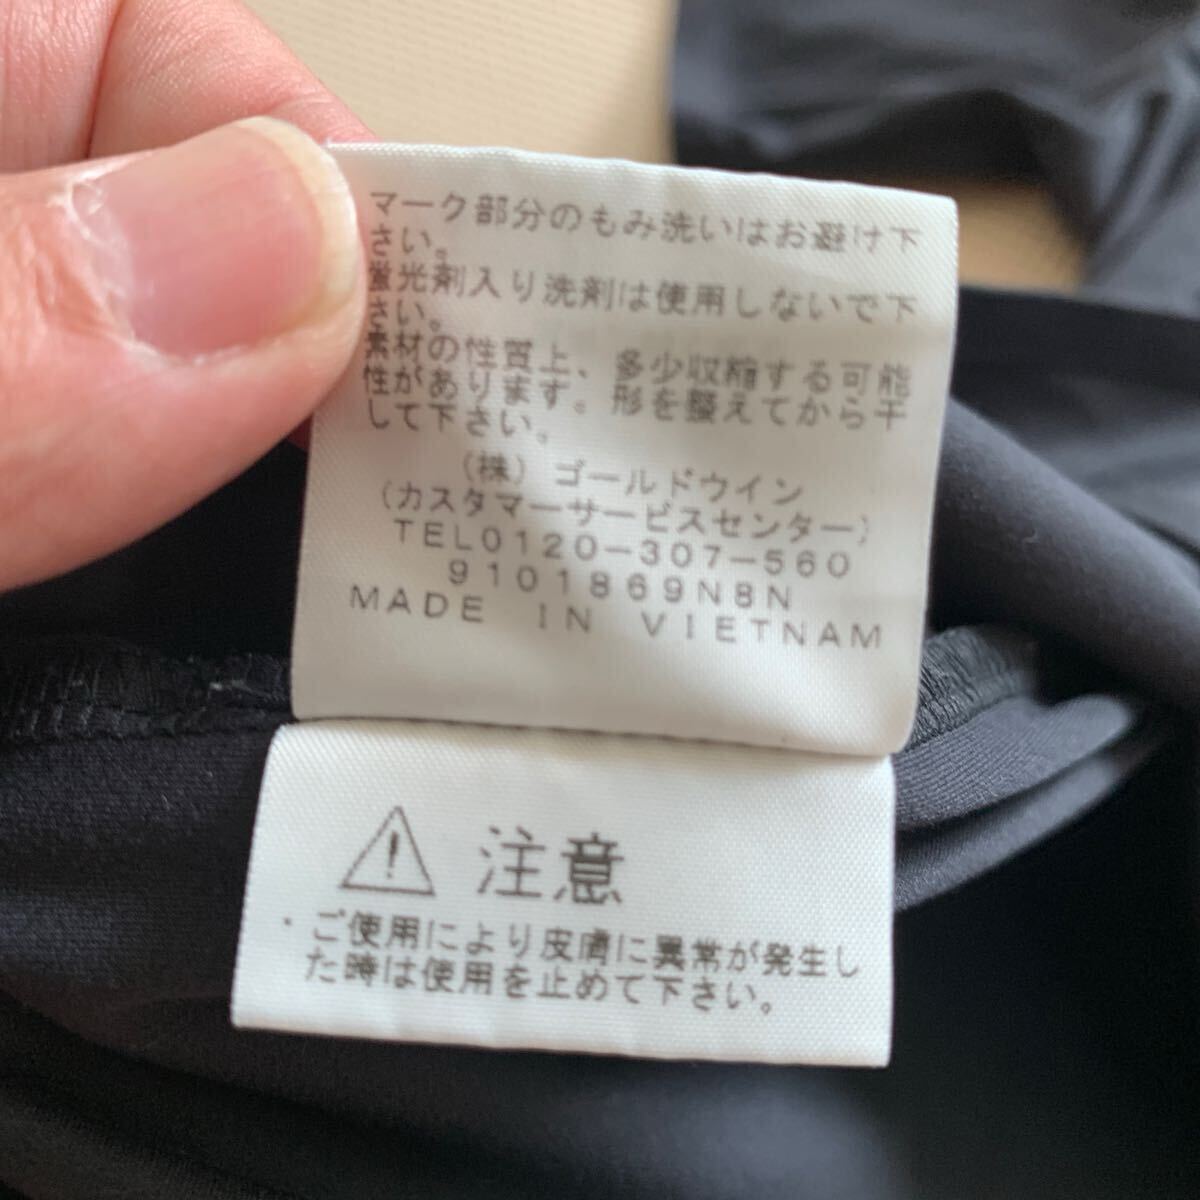 マーク部分のもみ洗いはお避け下
さい。
蛍光剤入り洗剤は使用しないで下
さい。
素材の性質上、多少収縮する可能
性があります。形を整えてから干
して下さい。
(株) ゴールドウイン
(カスタマーサービスセンター)
TEL0120-307-560
9101869N8N
MADE IN VIETNAM
注意
・ご使用により皮膚に異常が発生し
た時は使用を止めて下さい。